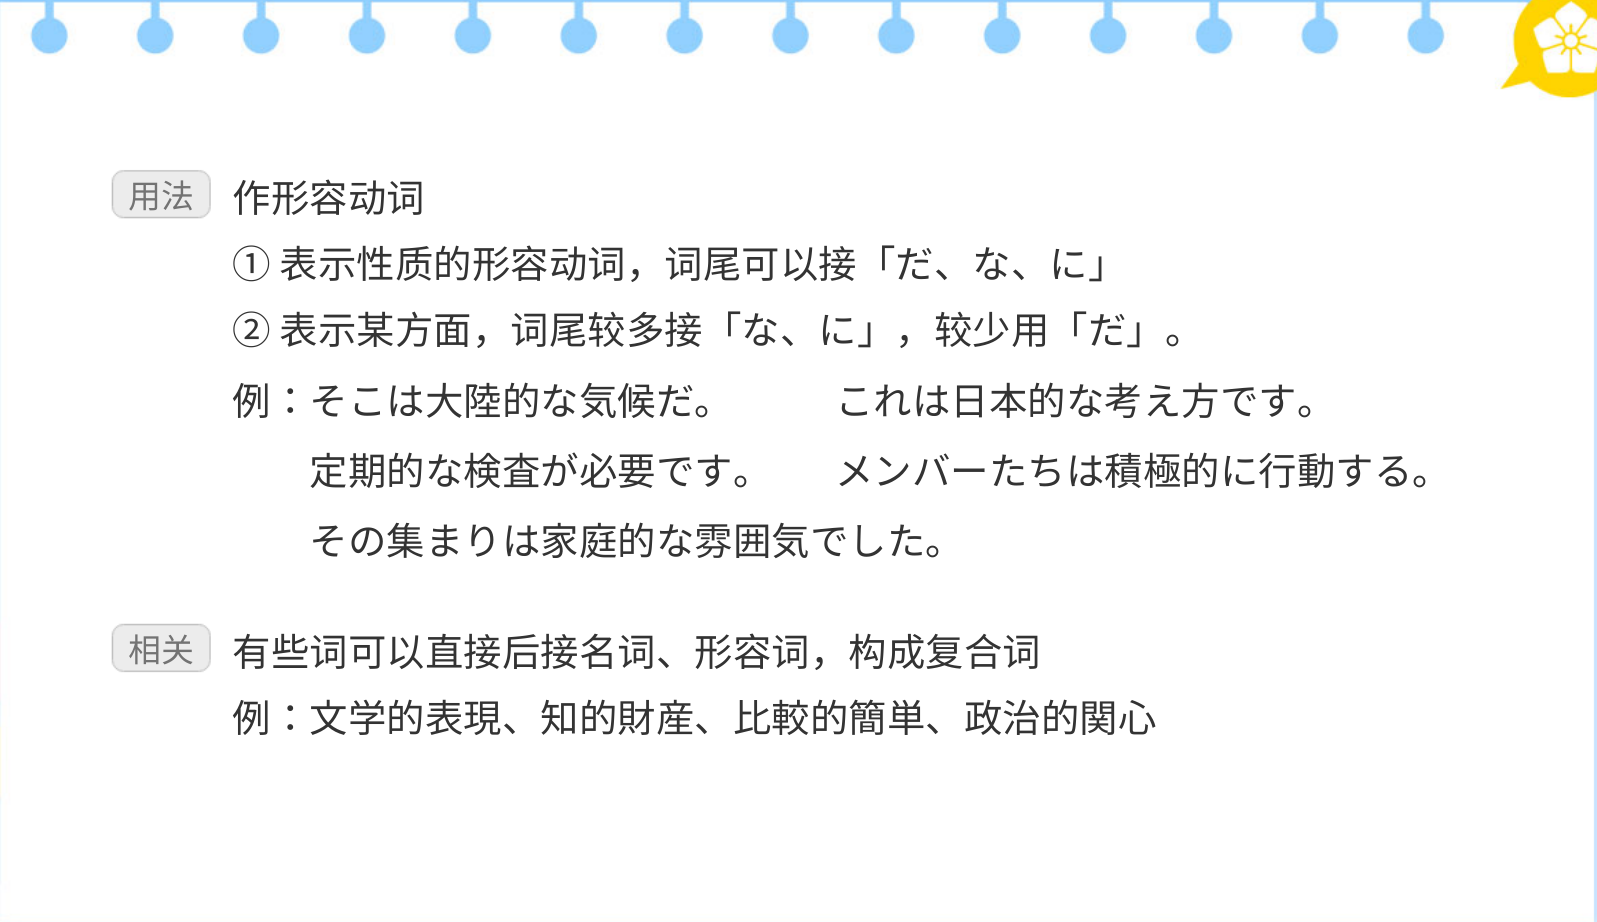 用法 作形容动词
① 表示性质的形容动词，词尾可以接「だ、な、に」
② 表示某方面，词尾较多接「な、に」，较少用「だ」。
例：そこは大陸的な気候だ。 これは日本的な考え方です。
定期的な検査が必要です。 メンバーたちは積極的に行動する。
その集まりは家庭的な雰囲気でした。
相关 有些词可以直接后接名词、形容词，构成复合词
例：文学的表現、知的財産、比較的簡単、政治的関心